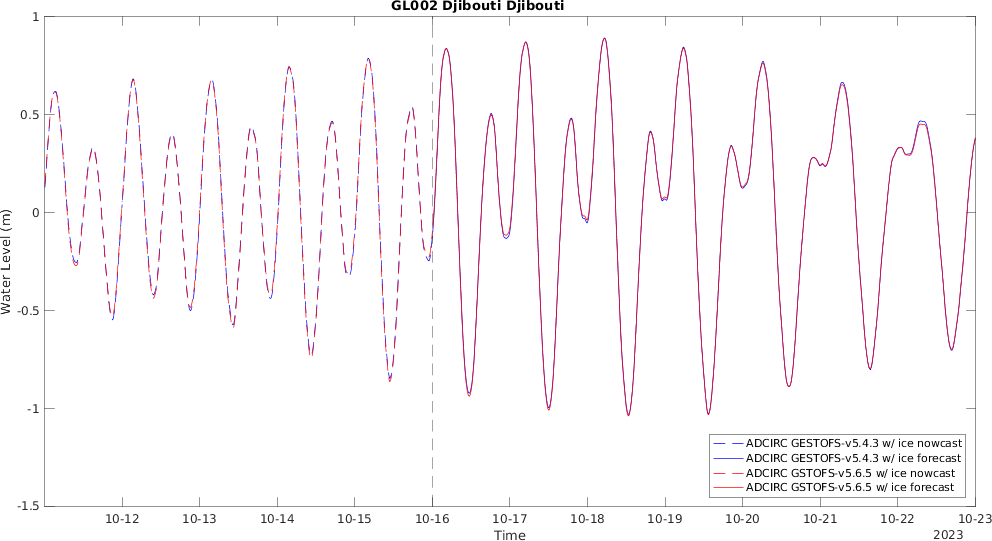 GL002 Djibouti Djibouti
Water Level (m)
1
0.5
0
-0.5
-1
-1.5
ADCIRC GESTOFS-v5.4.3 w/ ice nowcast
ADCIRC GESTOFS-v5.4.3 w/ ice forecast
ADCIRC GSTOFS-v5.6.5 w/ ice nowcast
ADCIRC GSTOFS-v5.6.5 w/ ice forecast
10-12 10-13 10-14 10-15 10-16 10-17 10-18 10-19 10-20 10-21 10-22 10-23
Time
2023